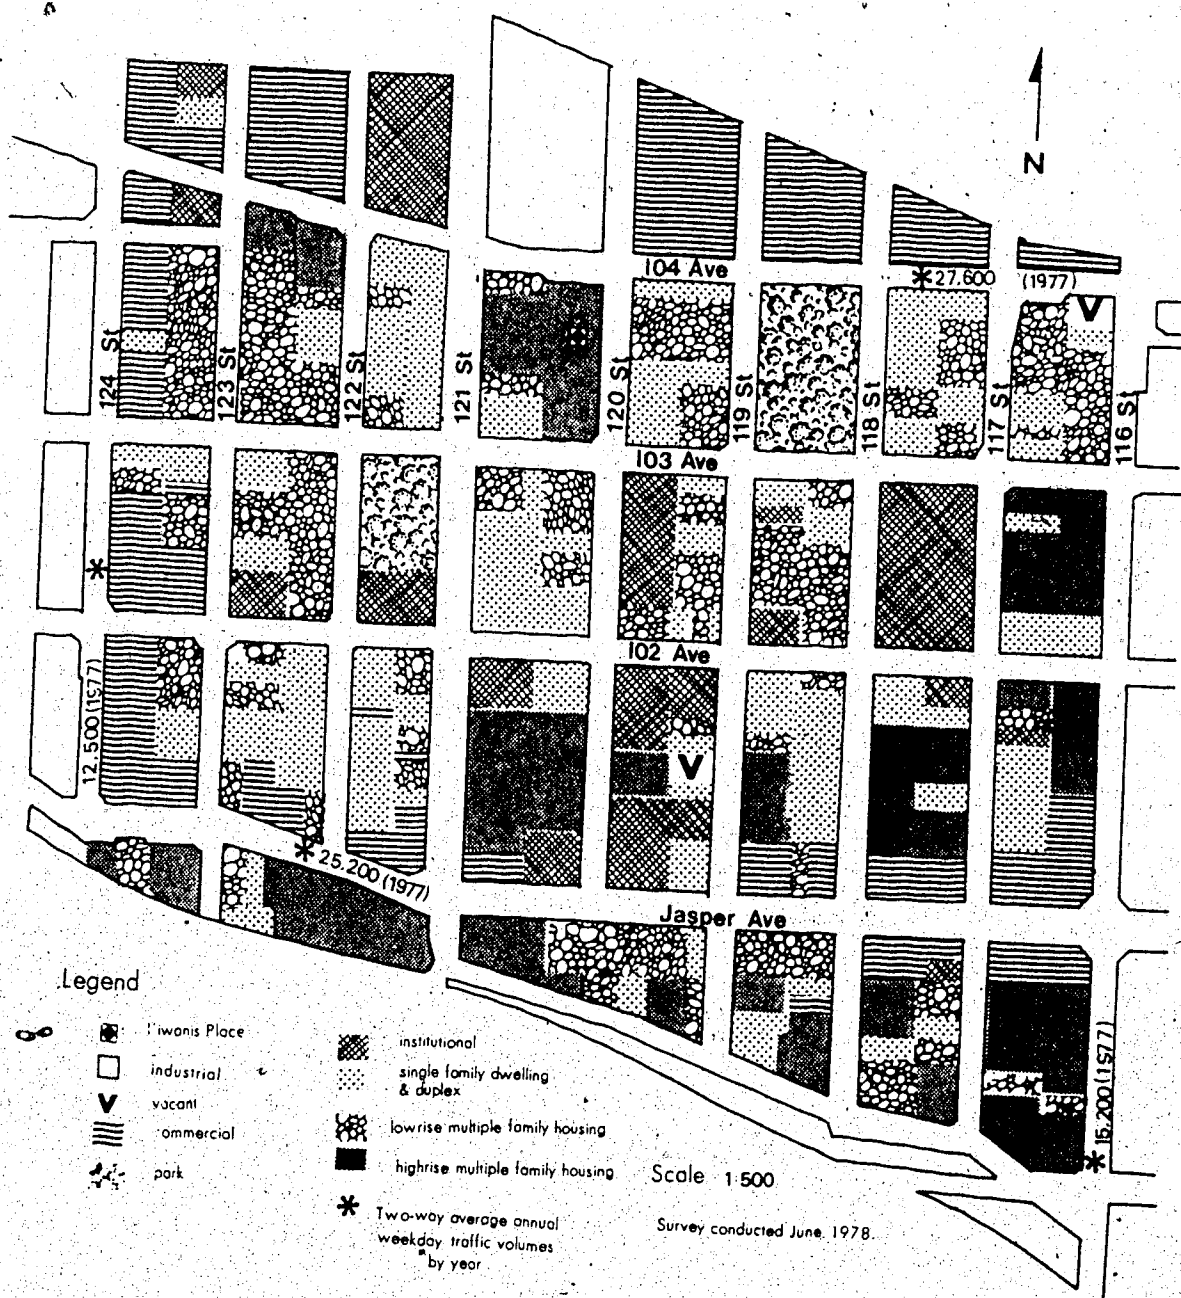 N
104 Ave
27.600 (1977)
V
124 St
123 St
122 St
121 St
120 St
119 St
118 St
117 St
116 St
103 Ave
102 Ave
12,500 (1977)
V
25,200 (1977)
Jasper Ave
15,200 (1977)
Legend
iwanis Place
industrial
V vacant
ommercial
park
institutional
single family dwelling
& duplex
lowrise multiple family housing
highrise multiple family housing
Two-way average annual
weekday traffic volumes
by year
Scale 1:500
Survey conducted June, 1978.